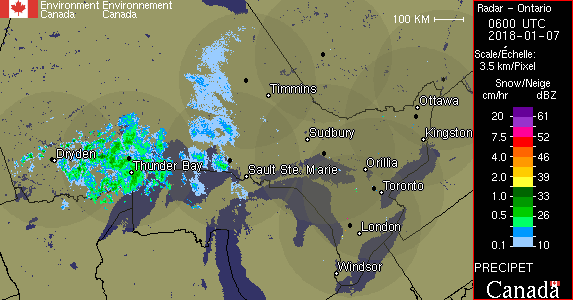 Environment Environnement
Canada Canada
100 KM
Timmins
Ottawa
Sudbury
Kingston
Dryden
Thunder Bay
Sault Ste. Marie
Orillia
Toronto
London
Windsor
Radar - Ontario
0600 UTC
2018-01-07
Scale/Échelle:
3.5 km/Pixel
Snow/Neige
cm/hr dBZ
20 61
7.5 52
4.0 46
2.0 39
1.0 33
0.5 26
0.1 10
PRECIPET
Canada